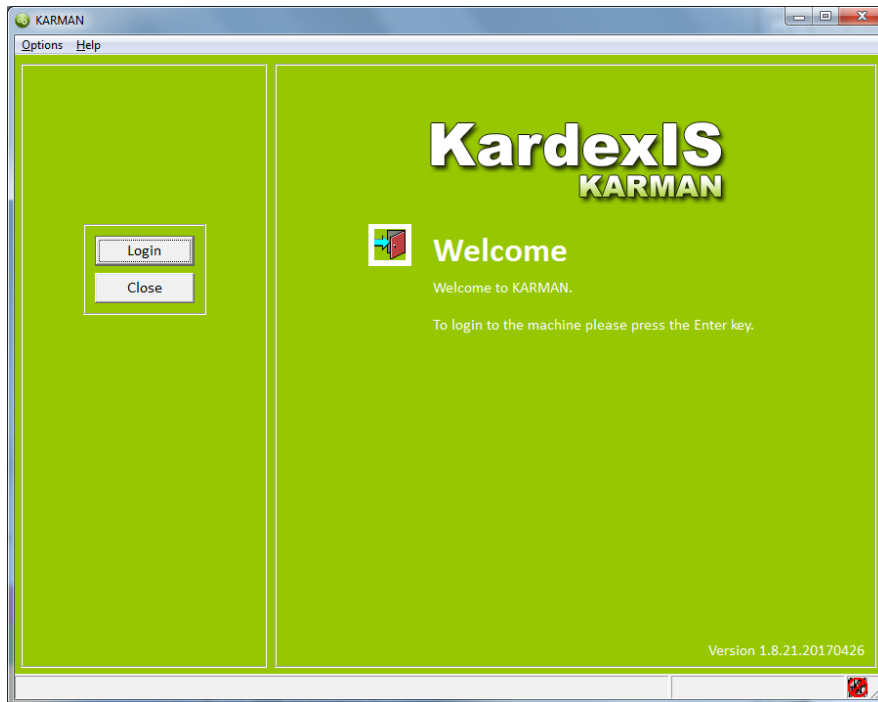 KARMAN
Options Help
Login
Close
KardexIS
KARMAN
Welcome
Welcome to KARMAN.
To login to the machine please press the Enter key.
Version 1.8.21.20170426